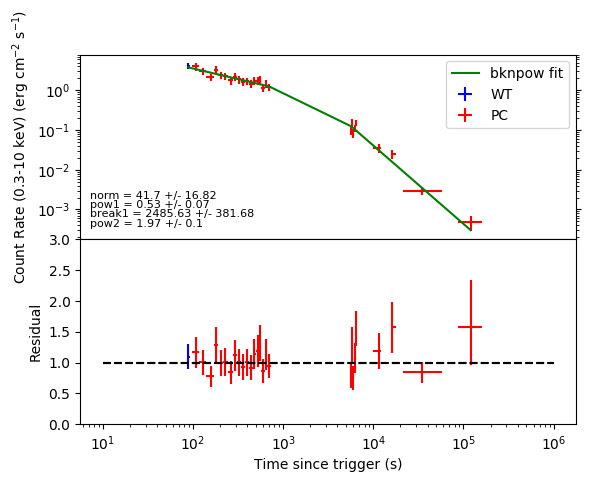 Count Rate (0.3-10 keV) (erg cm⁻² s⁻¹)
10⁰
10⁻¹
10⁻²
10⁻³
bknpow fit
WT
PC
norm = 41.7 +/- 16.82
pow1 = 0.53 +/- 0.07
break1 = 2485.63 +/- 381.68
pow2 = 1.97 +/- 0.1
Residual
3.0
2.5
2.0
1.5
1.0
0.5
0.0
10¹ 10² 10³ 10⁴ 10⁵ 10⁶
Time since trigger (s)